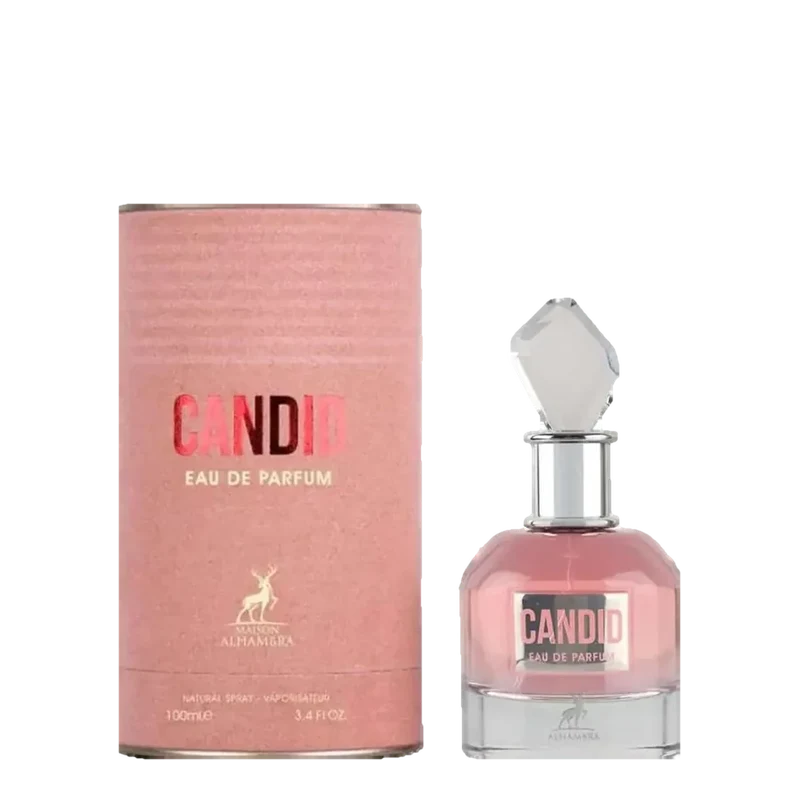 CANDID
EAU DE PARFUM
MAISON
ALHAMBRA
NATURAL SPRAY - VAPORISATEUR
100ml e 3.4 FL.OZ.
CANDID
EAU DE PARFUM
ALHAMBRA